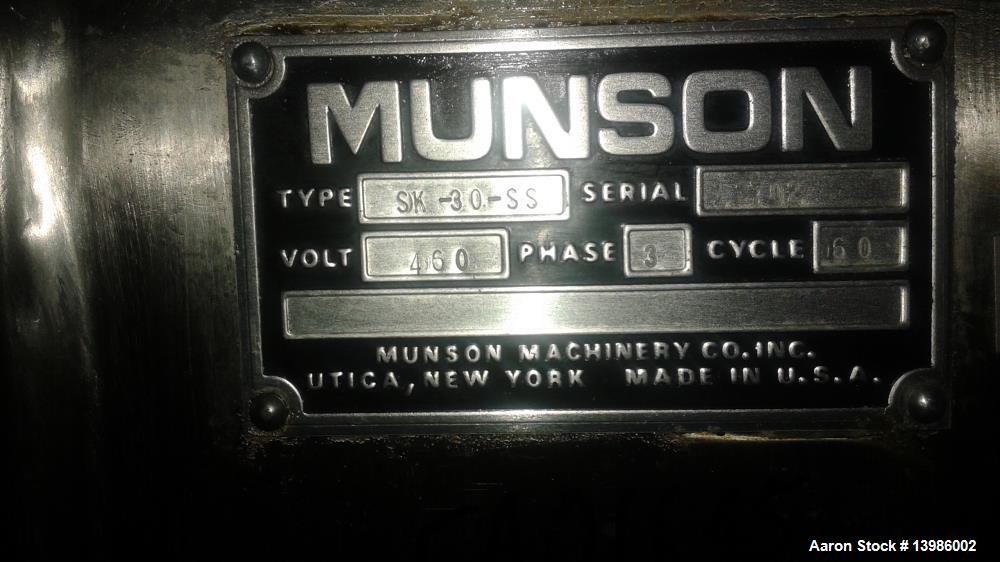 MUNSON
TYPE SK-30-SS SERIAL
VOLT 460 PHASE 3 CYCLE 60
MUNSON MACHINERY CO. INC.
UTICA, NEW YORK MADE IN U.S.A.
Aaron Stock # 13986002